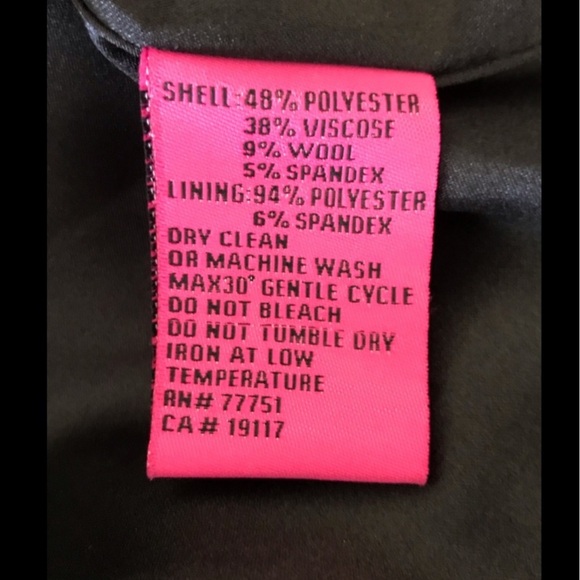 SHELL:48% POLYESTER
38% VISCOSE
9% WOOL
5% SPANDEX
LINING:94% POLYESTER
6% SPANDEX
DRY CLEAN
OR MACHINE WASH
MAX30° GENTLE CYCLE
DO NOT BLEACH
DO NOT TUMBLE DRY
IRON AT LOW
TEMPERATURE
RN# 77751
CA# 19117